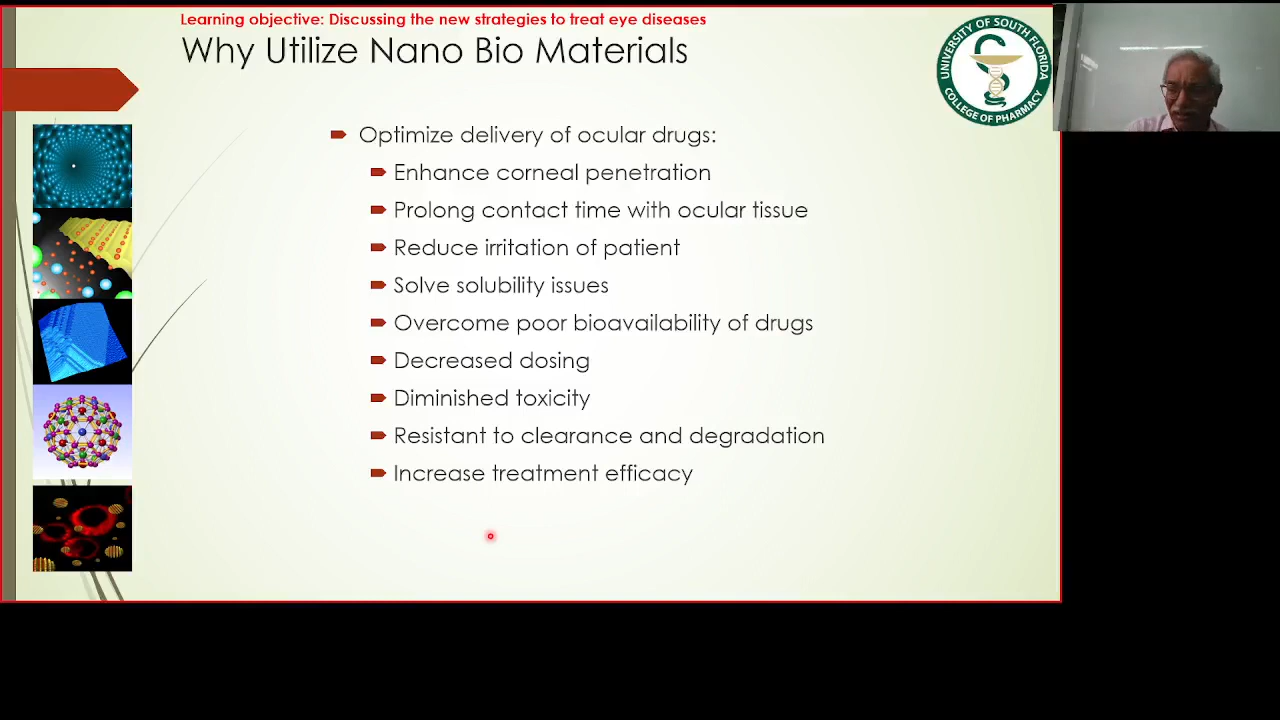 Learning objective: Discussing the new strategies to treat eye diseases
Why Utilize Nano Bio Materials
UNIVERSITY OF SOUTH FLORIDA
COLLEGE OF PHARMACY
Optimize delivery of ocular drugs:
Enhance corneal penetration
Prolong contact time with ocular tissue
Reduce irritation of patient
Solve solubility issues
Overcome poor bioavailability of drugs
Decreased dosing
Diminished toxicity
Resistant to clearance and degradation
Increase treatment efficacy